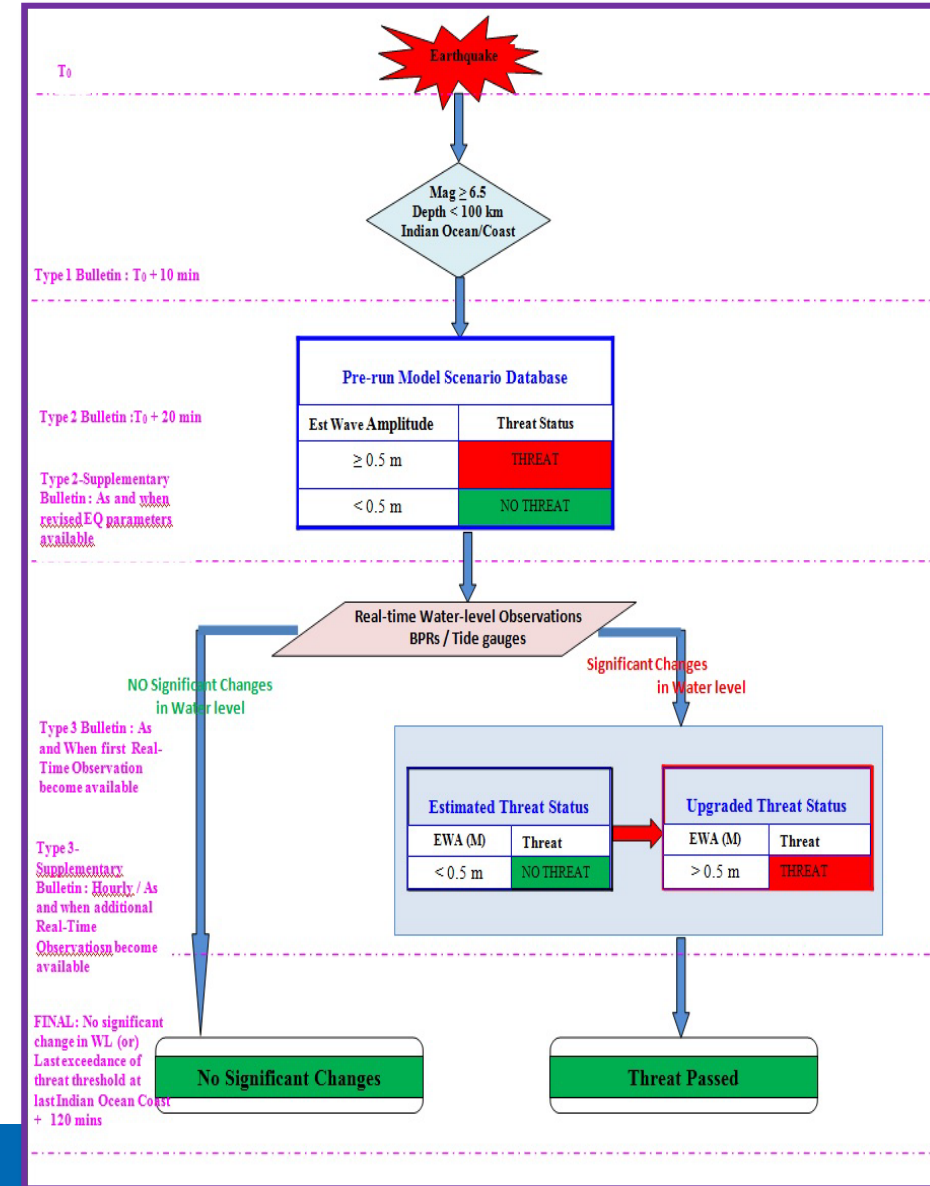 Earthquake
T₀
Mag ≥ 6.5
Depth < 100 km
Indian Ocean/Coast
Type 1 Bulletin : T₀ + 10 min
Pre-run Model Scenario Database
Type 2 Bulletin :T₀ + 20 min
Est Wave Amplitude
Threat Status
≥ 0.5 m
THREAT
< 0.5 m
NO THREAT
Type 2-Supplementary
Bulletin : As and when
revised EQ parameters
available
Real-time Water-level Observations
BPRs / Tide gauges
NO Significant Changes
in Water level
Significant Changes
in Water level
Type 3 Bulletin : As
and When first Real-
Time Observation
become available
Estimated Threat Status
EWA (M)
Threat
< 0.5 m
NO THREAT
Upgraded Threat Status
EWA (M)
Threat
> 0.5 m
THREAT
Type 3-
Supplementary
Bulletin : Hourly / As
and when additional
Real-Time
Observatiosn become
available
FINAL: No significant
change in WL (or)
Last exceedance of
threat threshold at
last Indian Ocean Coast
+ 120 mins
No Significant Changes
Threat Passed